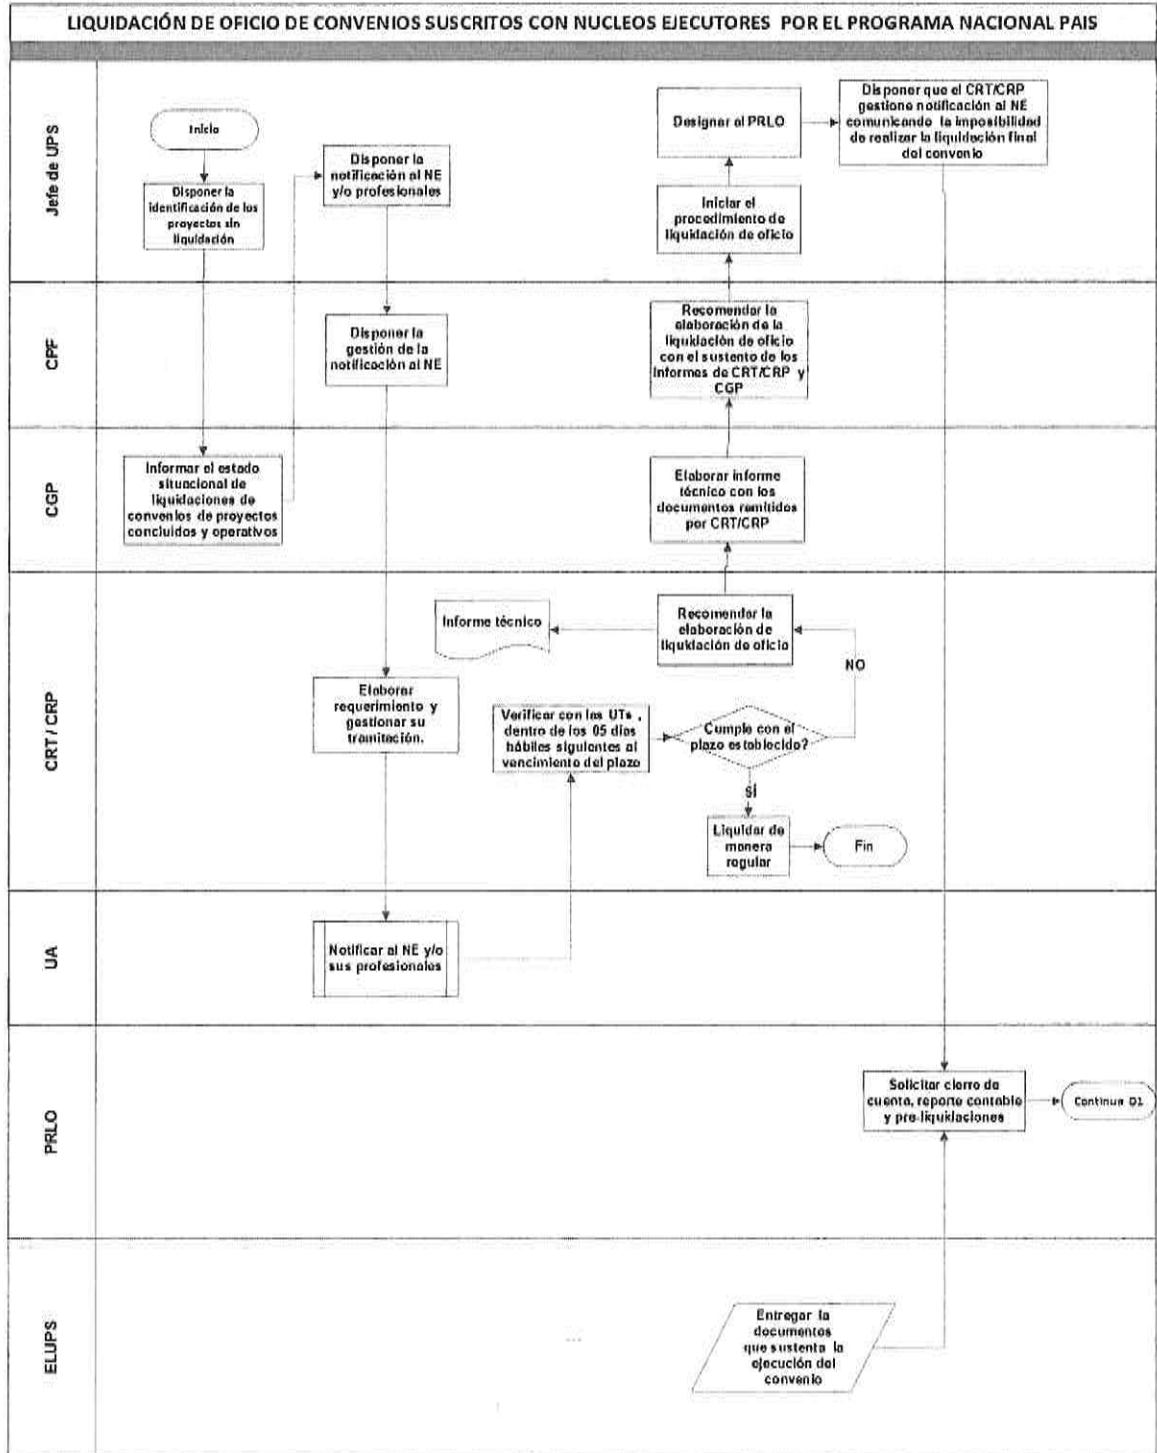 LIQUIDACIÓN DE OFICIO DE CONVENIOS SUSCRITOS CON NUCLEOS EJECUTORES POR EL PROGRAMA NACIONAL PAIS
Jefe de UPS
Inicio
Disponer la
identificación de los
proyectos sin
liquidación
Disponer la
notificación al NE
y/o profesionales
Designar al PRLO
Disponer que el CRT/CRP
gestione notificación al NE
comunicando la imposibilidad
de realizar la liquidación final
del convenio
Iniciar el
procedimiento de
liquidación de oficio
CPF
Disponer la
gestión de la
notificación al NE
Recomendar la
elaboración de la
liquidación de oficio
con el sustento de los
informes de CRT/CRP y
CGP
CGP
Informar el estado
situacional de
liquidaciones de
convenios de proyectos
concluidos y operativos
Elaborar informe
técnico con los
documentos remitidos
por CRT/CRP
CRT / CRP
Informe técnico
Recomendar la
elaboración de
liquidación de oficio
NO
Elaborar
requerimiento y
gestionar su
tramitación.
Verificar con las UTs ,
dentro de los 05 días
hábiles siguientes al
vencimiento del plazo
Cumple con el
plazo establecido?
SÍ
Liquidar de
manera
regular
Fin
UA
Notificar al NE y/o
sus profesionales
PRLO
Solicitar cierre de
cuenta, reporte contable
y pre-liquidaciones
Continua 01
ELUPS
Entregar la
documentos
que sustenta la
ejecución del
convenio